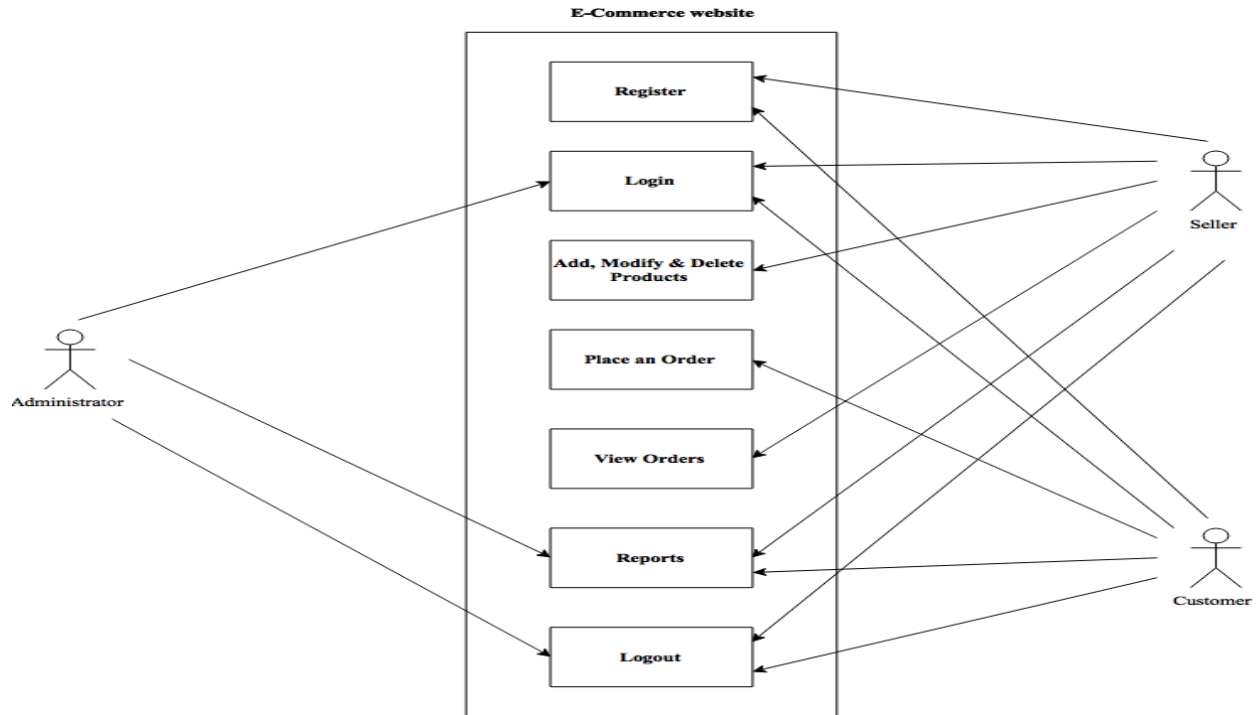 E-Commerce website
Register
Login
Seller
Add, Modify & Delete
Products
Place an Order
Administrator
View Orders
Reports
Customer
Logout